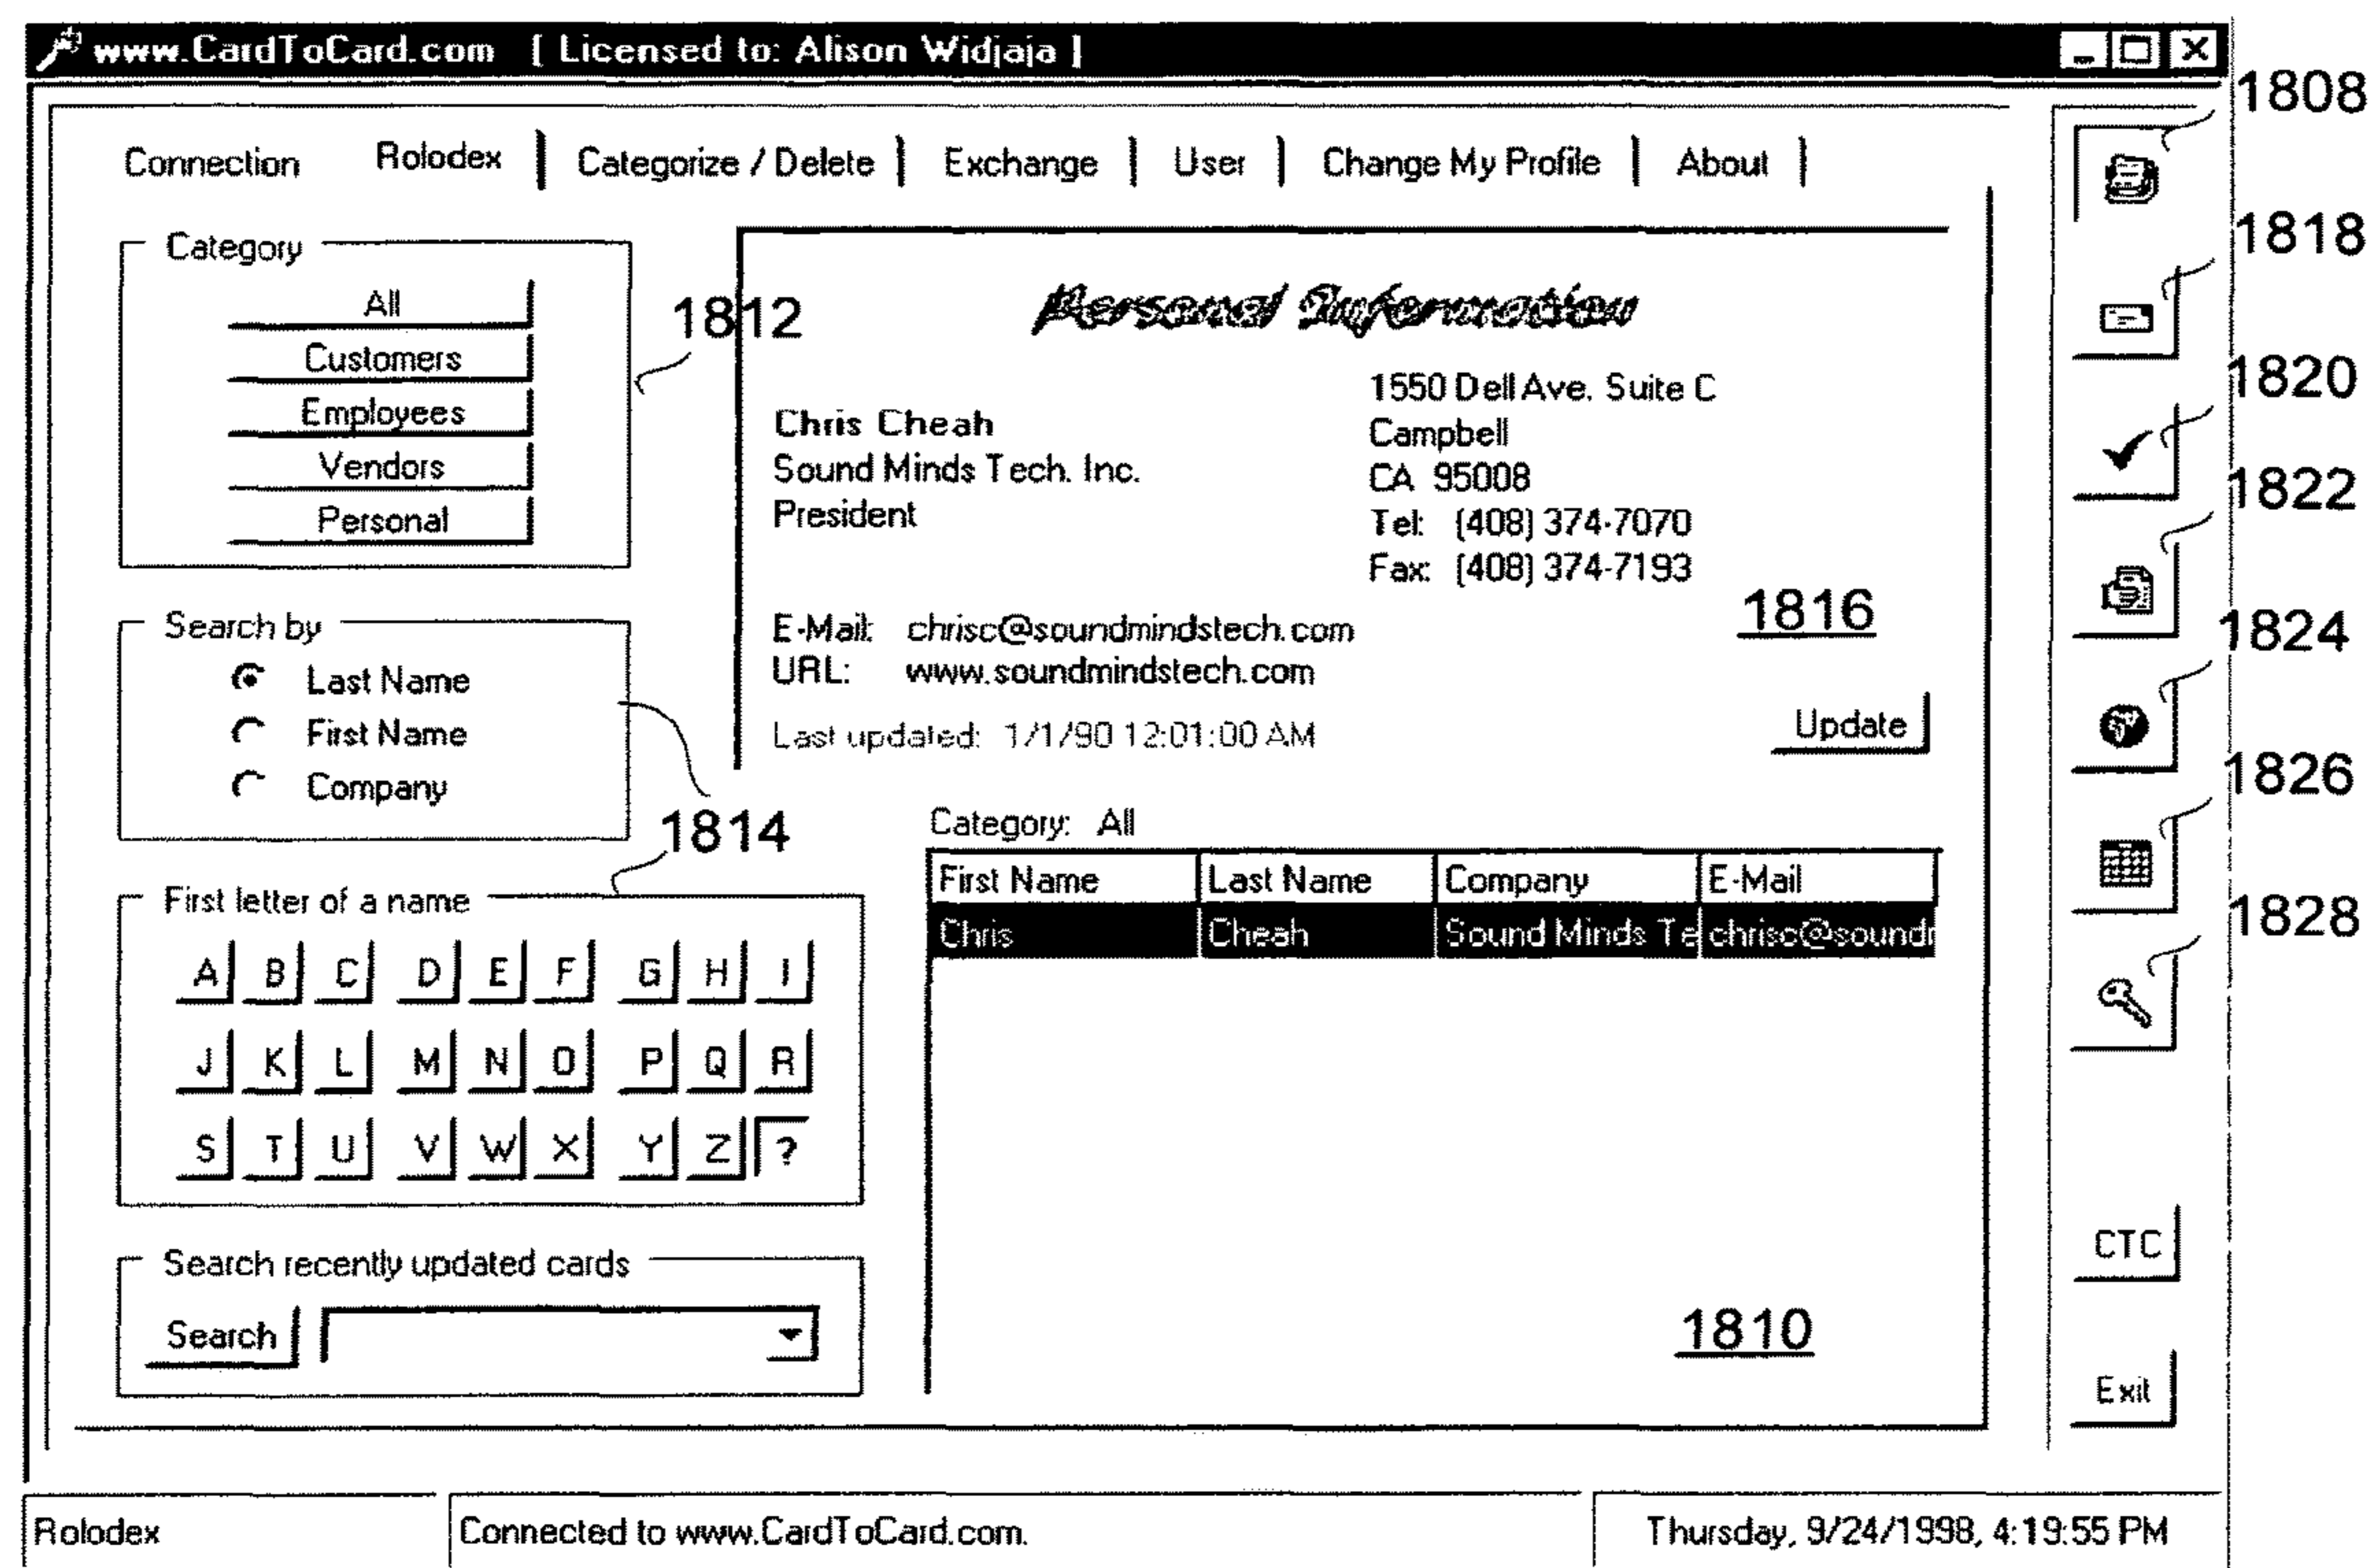 www.CardToCard.com [ Licensed to: Alison Widjaja ]
1808
Connection Rolodex Categorize / Delete Exchange User Change My Profile About
1818
Category
All
Customers
Employees
Vendors
Personal
1812
Personal Information
Chris Cheah
Sound Minds Tech. Inc.
President
1550 Dell Ave. Suite C
Campbell
CA 95008
Tel: (408) 374-7070
Fax: (408) 374-7193
1816
E-Mail: chrisc@soundmindstech.com
URL: www.soundmindstech.com
Last updated: 1/1/90 12:01:00 AM
Update
1820
1822
1824
1826
1828
Search by
Last Name
First Name
Company
1814
First letter of a name
A B C D E F G H I
J K L M N O P Q R
S T U V W X Y Z ?
Category: All
First Name Last Name Company E-Mail
Chris Cheah Sound Minds Te chrisc@soundr
1810
Search recently updated cards
Search
CTC
Exit
Rolodex Connected to www.CardToCard.com. Thursday, 9/24/1998, 4:19:55 PM